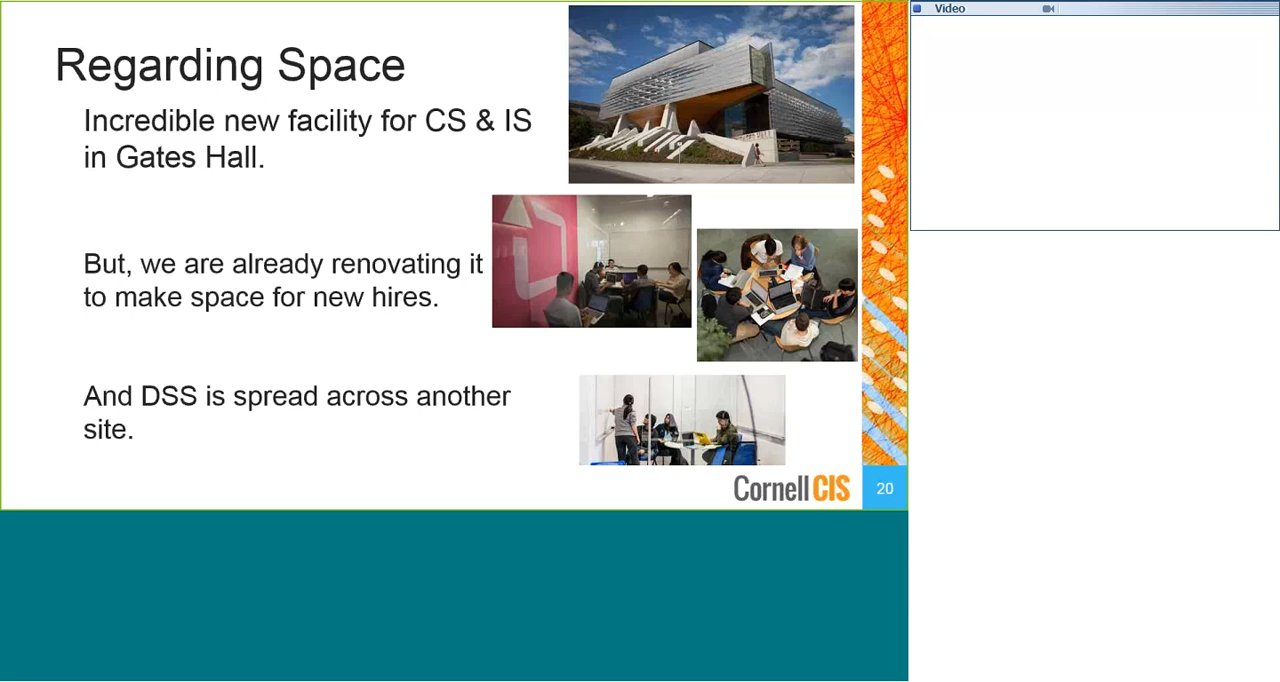 Regarding Space
Incredible new facility for CS & IS
in Gates Hall.
But, we are already renovating it
to make space for new hires.
And DSS is spread across another
site.
Cornell CIS
20
Video